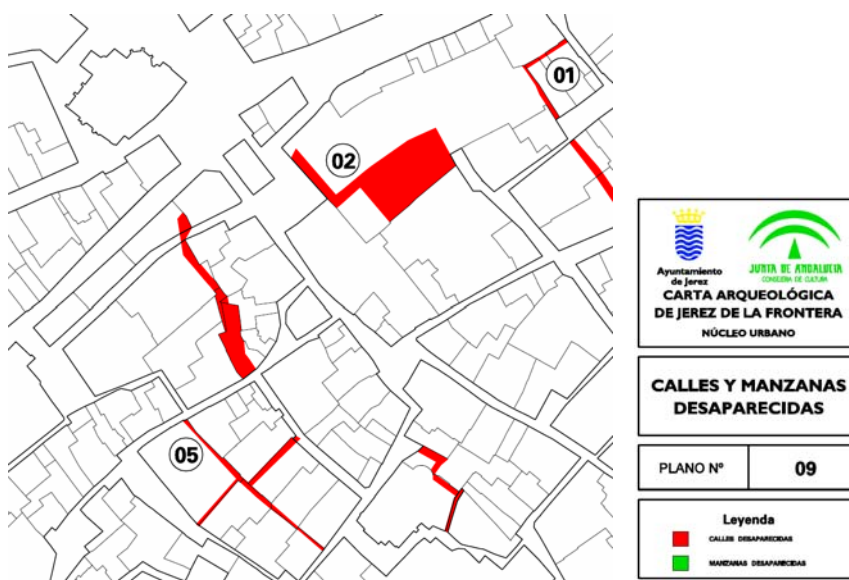 01
02
05
Ayuntamiento
de Jerez
JUNTA DE ANDALUCIA
CONSEJERIA DE CULTURA
CARTA ARQUEOLÓGICA
DE JEREZ DE LA FRONTERA
NÚCLEO URBANO
CALLES Y MANZANAS
DESAPARECIDAS
PLANO Nº 09
Leyenda
CALLES DESAPARECIDAS
MANZANAS DESAPARECIDAS